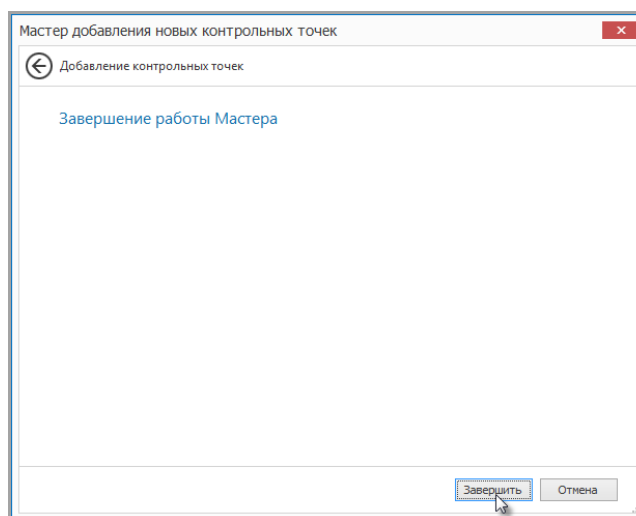 Мастер добавления новых контрольных точек
Добавление контрольных точек
Завершение работы Мастера
Завершить
Отмена